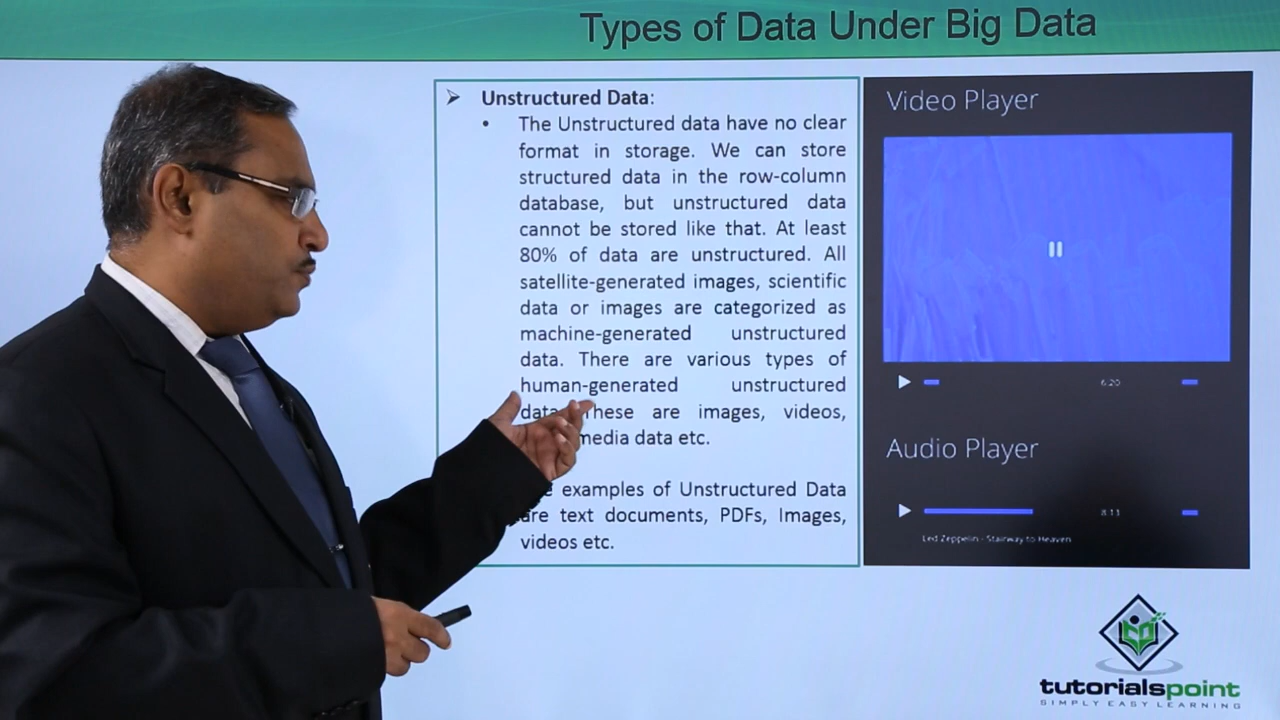 Types of Data Under Big Data
➤ Unstructured Data:
• The Unstructured data have no clear
format in storage. We can store
structured data in the row-column
database, but unstructured data
cannot be stored like that. At least
80% of data are unstructured. All
satellite-generated images, scientific
data or images are categorized as
machine-generated unstructured
data. There are various types of
human-generated unstructured
These are images, videos,
media data etc.
examples of Unstructured Data
are text documents, PDFs, Images,
videos etc.
Video Player
6:20
Audio Player
8:11
Led Zeppelin - Stairway to Heaven
tutorialspoint
SIMPLY EASY LEARNING